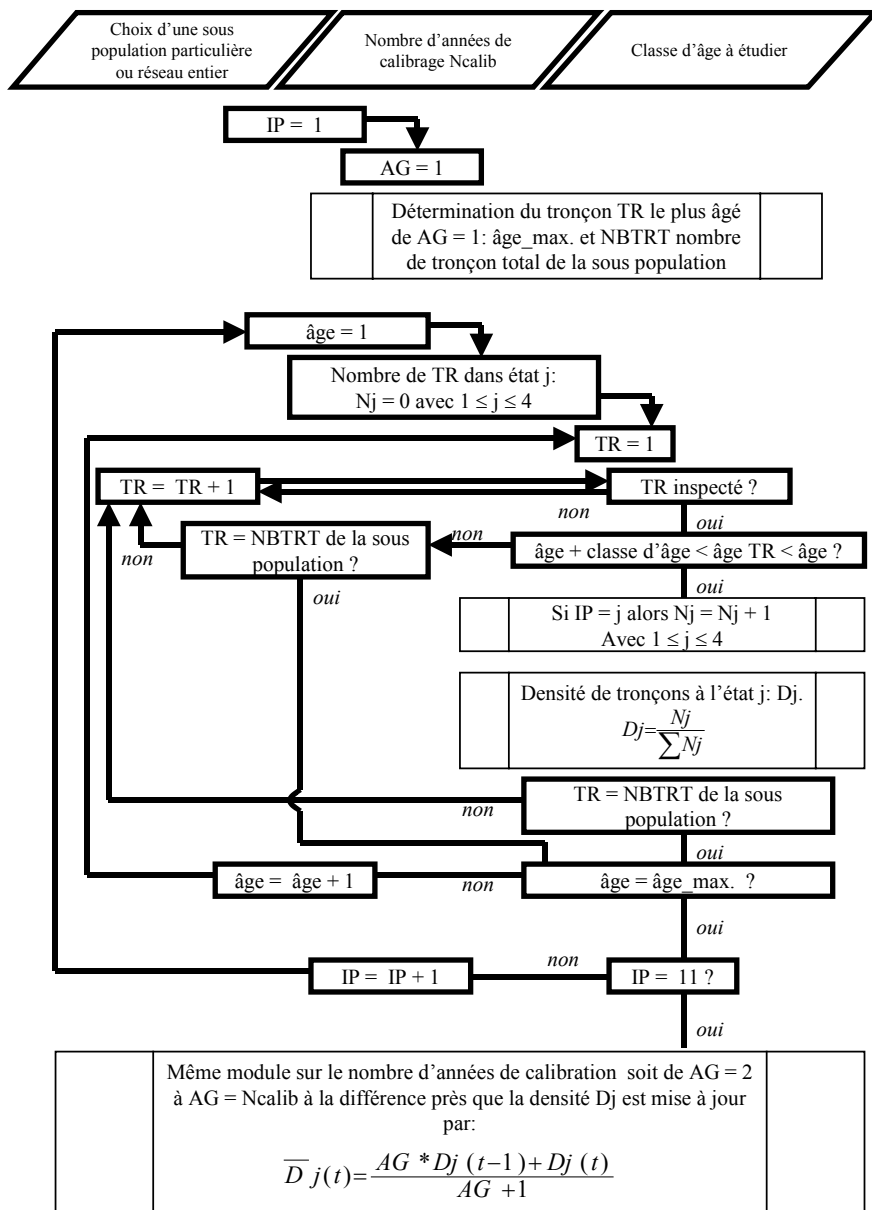 Choix d'une sous
population particulière
ou réseau entier
Nombre d'années de
calibrage Ncalib
Classe d'âge à étudier
IP = 1
AG = 1
Détermination du tronçon TR le plus âgé
de AG = 1: âge_max. et NBTRT nombre
de tronçon total de la sous population
âge = 1
Nombre de TR dans état j:
Nj = 0 avec 1 ≤ j ≤ 4
TR = 1
TR = TR + 1
TR inspecté ?
non
oui
TR = NBTRT de la sous
population ?
non
non
âge + classe d'âge < âge TR < âge ?
oui
oui
Si IP = j alors Nj = Nj + 1
Avec 1 ≤ j ≤ 4
Densité de tronçons à l'état j: Dj.
Dj = Nj / ∑ Nj
TR = NBTRT de la sous
population ?
non
oui
âge = âge + 1
non
âge = âge_max. ?
oui
IP = IP + 1
non
IP = 11 ?
oui
Même module sur le nombre d'années de calibration soit de AG = 2
à AG = Ncalib à la différence près que la densité Dj est mise à jour
par:
D̅ j(t) = (AG * Dj (t−1) + Dj (t)) / (AG +1)